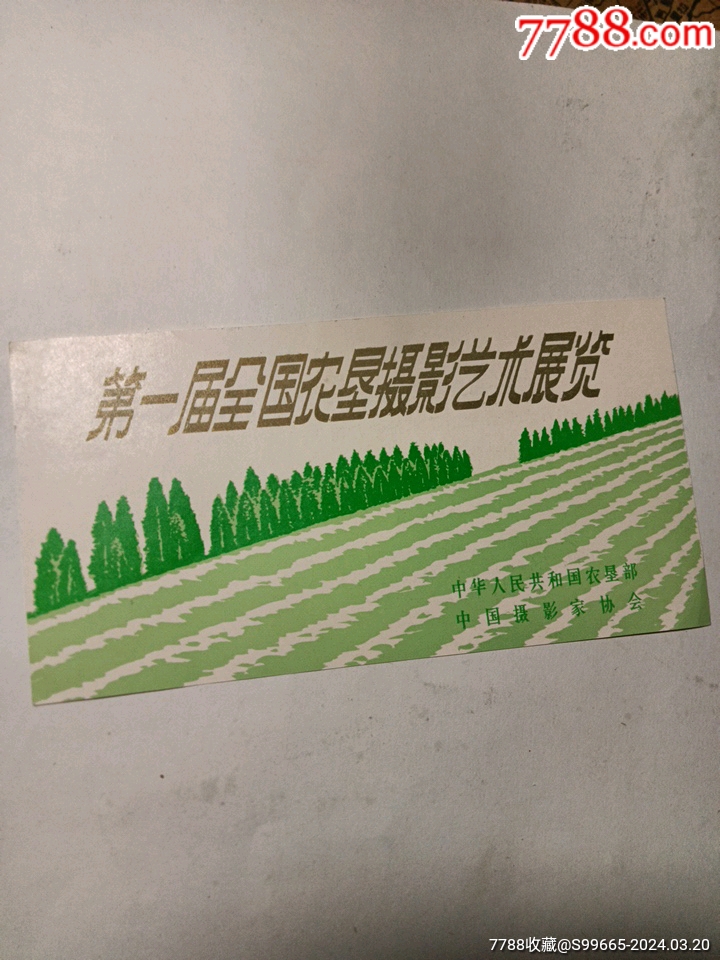 7788.com
第一届全国农垦摄影艺术展览
中华人民共和国农垦部
中国摄影家协会
7788收藏@S99665-2024.03.20